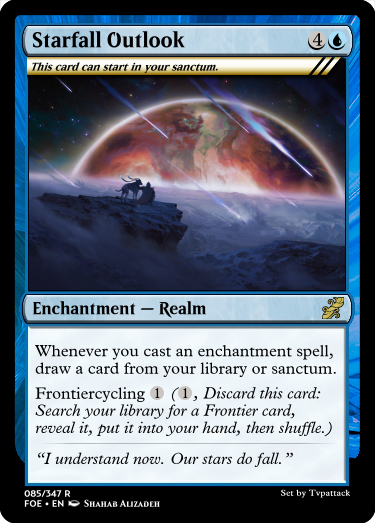 Starfall Outlook 4
This card can start in your sanctum.
Enchantment — Realm
Whenever you cast an enchantment spell,
draw a card from your library or sanctum.
Frontiercycling 1 (1, Discard this card:
Search your library for a Frontier card,
reveal it, put it into your hand, then shuffle.)
“I understand now. Our stars do fall.”
085/347 R
Set by Tvpattack
FOE • EN Shahab Alizadeh